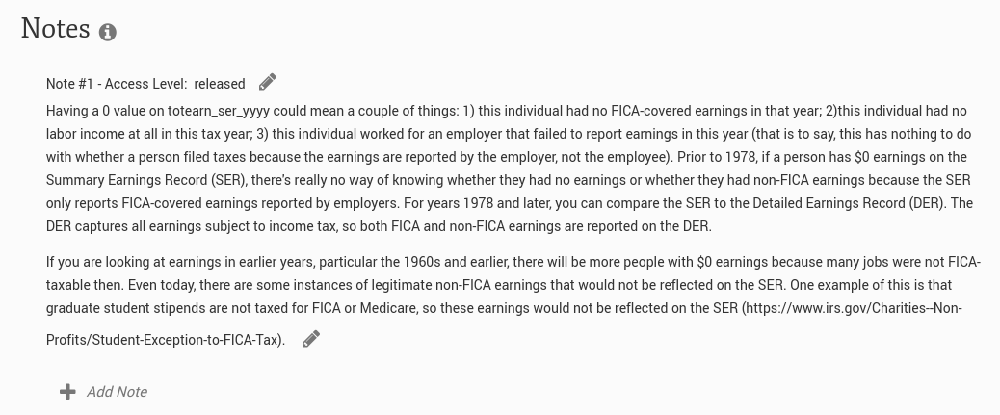 Notes
Note #1 - Access Level:  released
Having a 0 value on totearn_ser_yyyy could mean a couple of things: 1) this individual had no FICA-covered earnings in that year; 2)this individual had no
labor income at all in this tax year; 3) this individual worked for an employer that failed to report earnings in this year (that is to say, this has nothing to do
with whether a person filed taxes because the earnings are reported by the employer, not the employee). Prior to 1978, if a person has $0 earnings on the
Summary Earnings Record (SER), there's really no way of knowing whether they had no earnings or whether they had non-FICA earnings because the SER
only reports FICA-covered earnings reported by employers. For years 1978 and later, you can compare the SER to the Detailed Earnings Record (DER). The
DER captures all earnings subject to income tax, so both FICA and non-FICA earnings are reported on the DER.
If you are looking at earnings in earlier years, particular the 1960s and earlier, there will be more people with $0 earnings because many jobs were not FICA-
taxable then. Even today, there are some instances of legitimate non-FICA earnings that would not be reflected on the SER. One example of this is that
graduate student stipends are not taxed for FICA or Medicare, so these earnings would not be reflected on the SER (https://www.irs.gov/Charities--Non-
Profits/Student-Exception-to-FICA-Tax).
Add Note